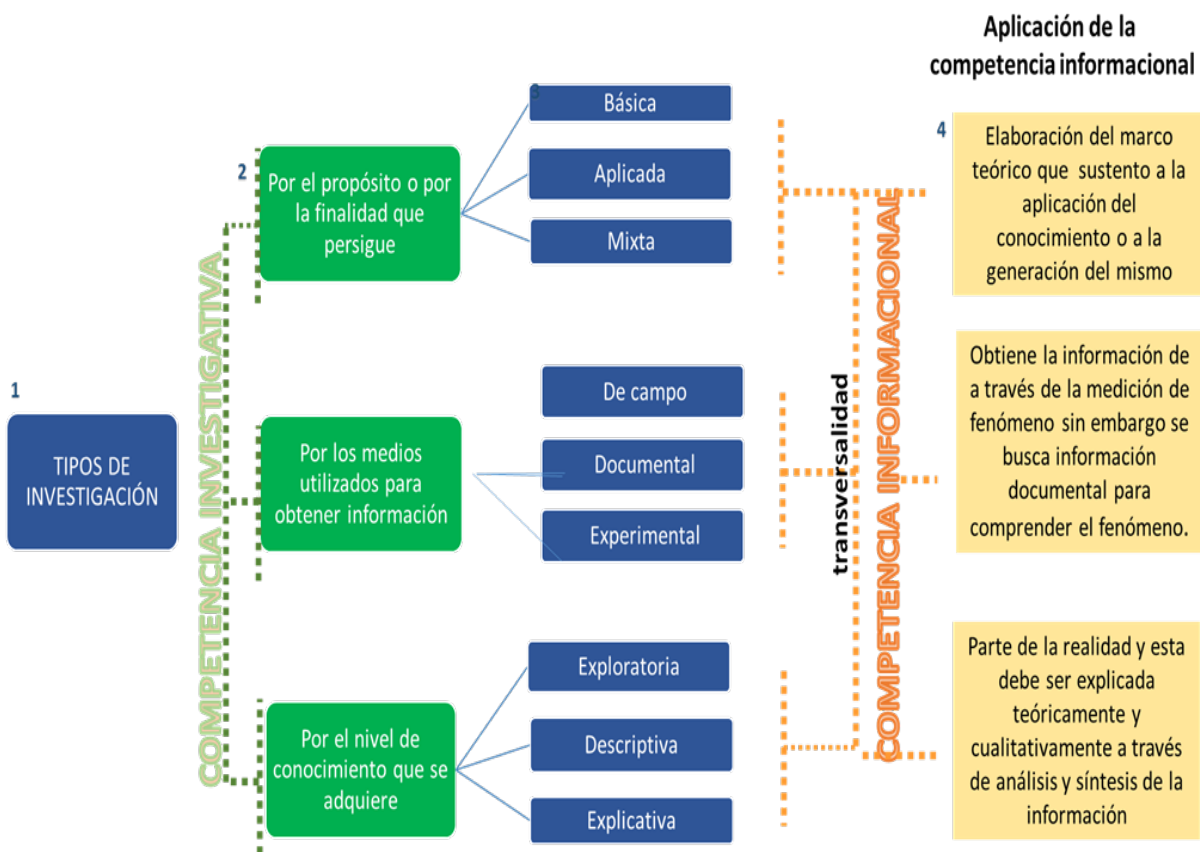 Aplicación de la
competencia informacional
1
TIPOS DE
INVESTIGACIÓN
COMPETENCIA INVESTIGATIVA
2
Por el propósito o por
la finalidad que
persigue
3
Básica
Aplicada
Mixta
Por los medios
utilizados para
obtener información
De campo
Documental
Experimental
Por el nivel de
conocimiento que se
adquiere
Exploratoria
Descriptiva
Explicativa
transversalidad
COMPETENCIA INFORMACIONAL
4
Elaboración del marco
teórico que sustento a la
aplicación del
conocimiento o a la
generación del mismo
Obtiene la información de
a través de la medición de
fenómeno sin embargo se
busca información
documental para
comprender el fenómeno.
Parte de la realidad y esta
debe ser explicada
teóricamente y
cualitativamente a través
de análisis y síntesis de la
información